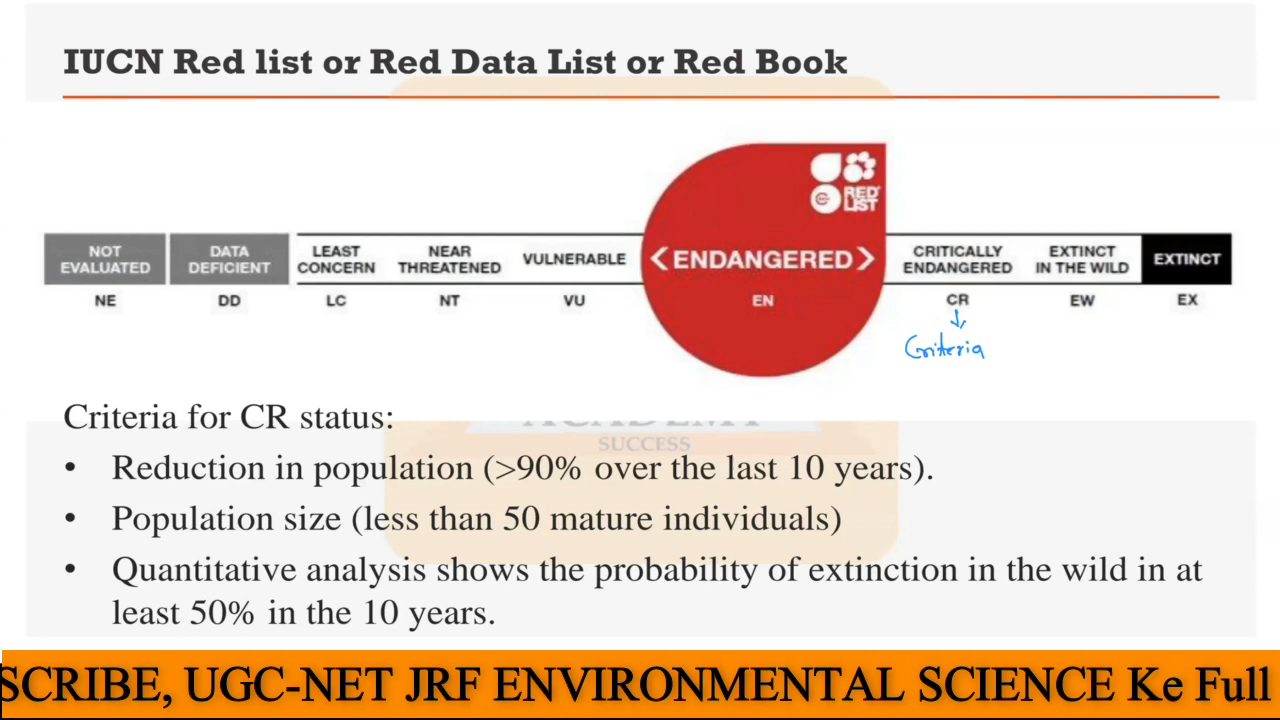 IUCN Red list or Red Data List or Red Book
RED
LIST
NOT
EVALUATED
DATA
DEFICIENT
LEAST
CONCERN
NEAR
THREATENED
VULNERABLE
<ENDANGERED>
CRITICALLY
ENDANGERED
EXTINCT
IN THE WILD
EXTINCT
NE
DD
LC
NT
VU
EN
CR
EW
EX
Criteria
Criteria for CR status:
ACADEMY
SUCCESS
• Reduction in population (>90% over the last 10 years).
• Population size (less than 50 mature individuals)
• Quantitative analysis shows the probability of extinction in the wild in at
least 50% in the 10 years.
SCRIBE, UGC-NET JRF ENVIRONMENTAL SCIENCE Ke Full